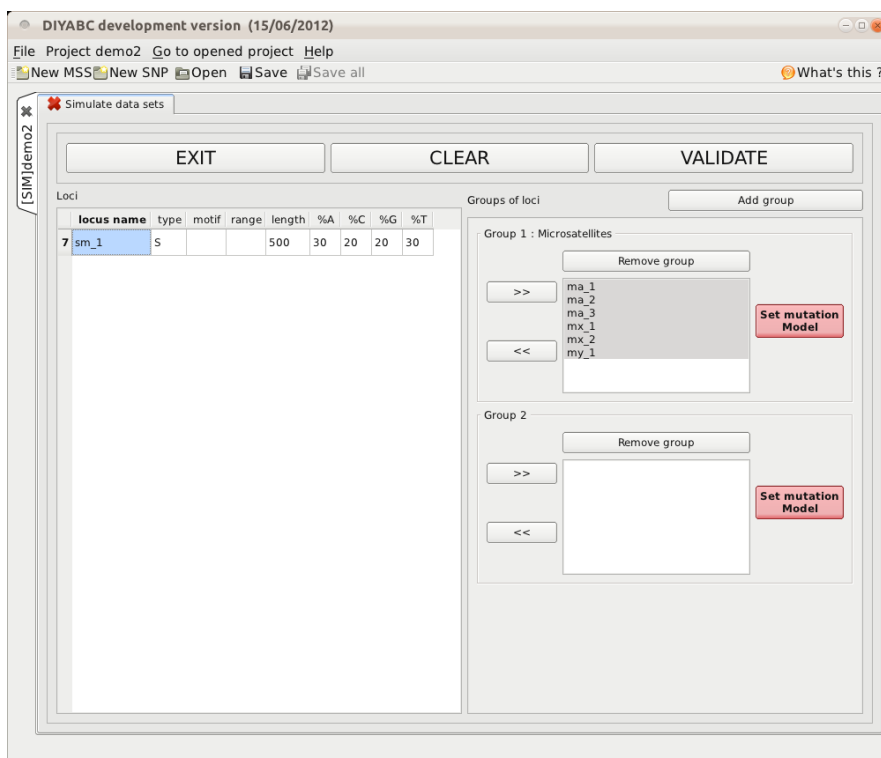 DIYABC development version (15/06/2012)
File Project demo2 Go to opened project Help
New MSS New SNP Open Save Save all What's this ?
[SIM]demo2
Simulate data sets
EXIT CLEAR VALIDATE
Loci
locus name type motif range length %A %C %G %T
7 sm_1 S 500 30 20 20 30
Groups of loci Add group
Group 1 : Microsatellites
Remove group
>>
<<
ma_1
ma_2
ma_3
mx_1
mx_2
my_1
Set mutation
Model
Group 2
Remove group
>>
<<
Set mutation
Model